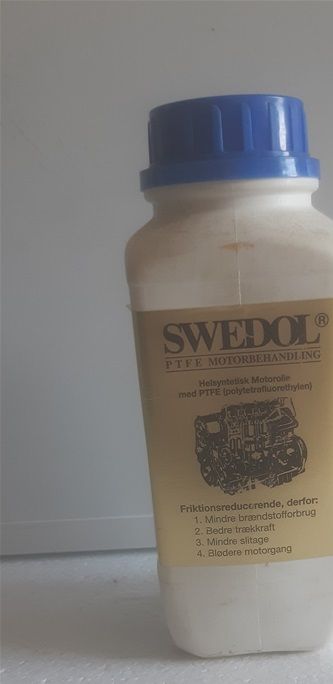 SWEDOL®
PTFE MOTORBEHANDLING
Helsyntetisk Motorolie
med PTFE (polytetrafluorethylen)
Friktionsreducerende, derfor:
1. Mindre brændstofforbrug
2. Bedre trækkraft
3. Mindre slitage
4. Blødere motorgang